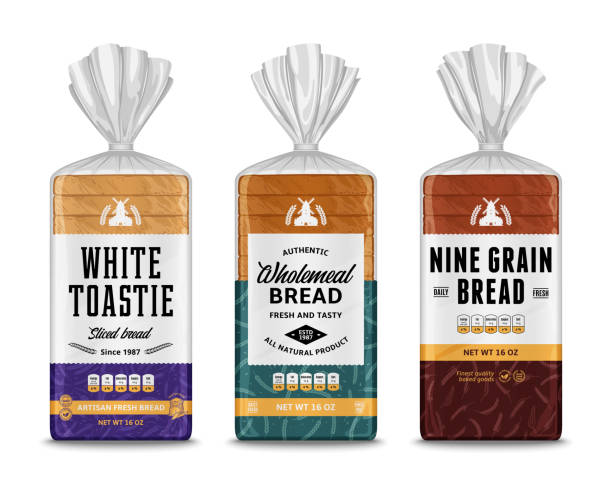 WHITE
TOASTIE
Sliced bread
Since 1987
ARTISAN FRESH BREAD
NET WT 16 OZ
AUTHENTIC
Wholemeal
BREAD
FRESH AND TASTY
ESTD
1987
ALL NATURAL PRODUCT
NET WT 16 OZ
NINE GRAIN
DAILY BREAD FRESH
NET WT 16 OZ
Finest quality
baked goods